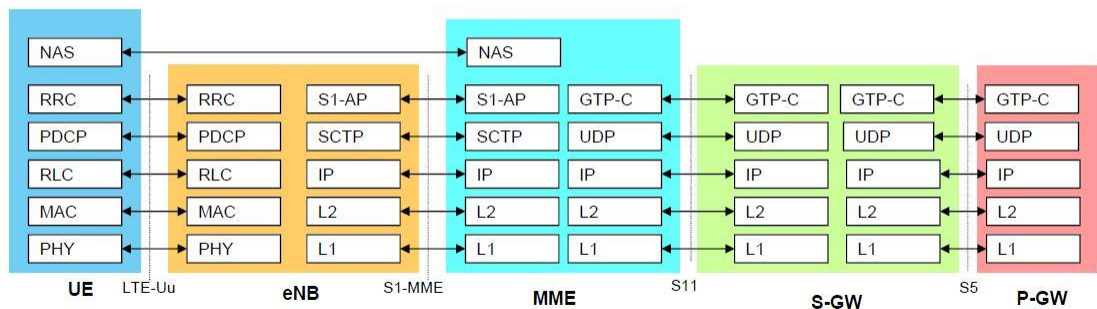 NAS NAS
RRC RRC S1-AP S1-AP GTP-C GTP-C GTP-C GTP-C
PDCP PDCP SCTP SCTP UDP UDP UDP UDP
RLC RLC IP IP IP IP IP IP
MAC MAC L2 L2 L2 L2 L2 L2
PHY PHY L1 L1 L1 L1 L1 L1
UE LTE-Uu eNB S1-MME MME S11 S-GW S5 P-GW